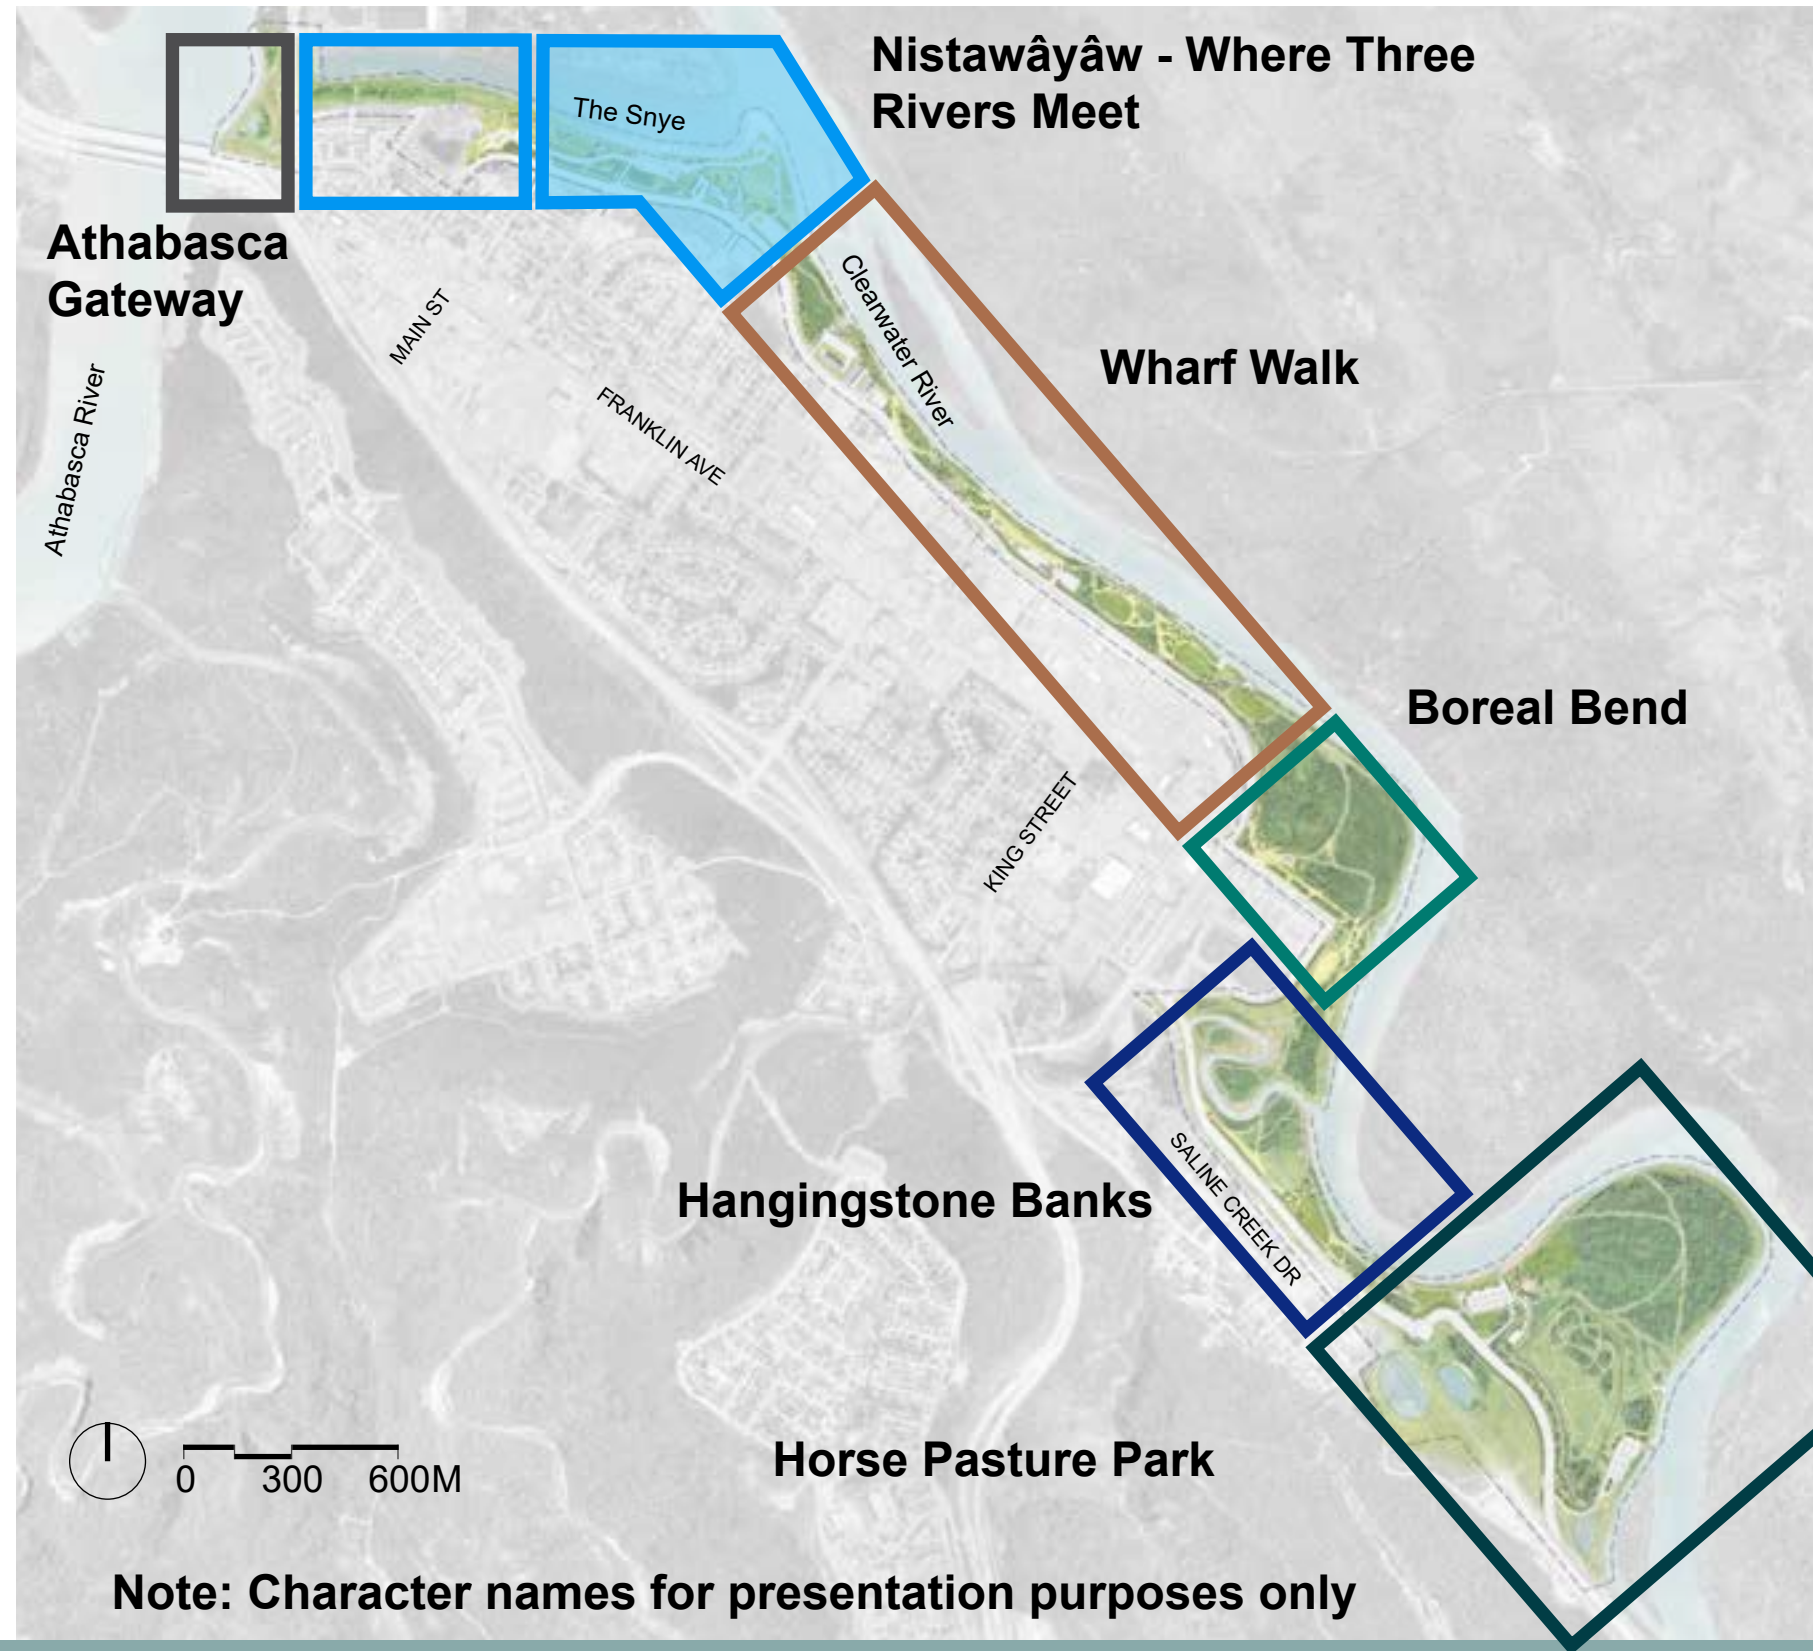 Nistawâyâw - Where Three
Rivers Meet
The Snye
Athabasca
Gateway
Clearwater River
MAIN ST
Wharf Walk
Athabasca River
FRANKLIN AVE
Boreal Bend
KING STREET
Hangingstone Banks
SALINE CREEK DR
Horse Pasture Park
0 300 600M
Note: Character names for presentation purposes only